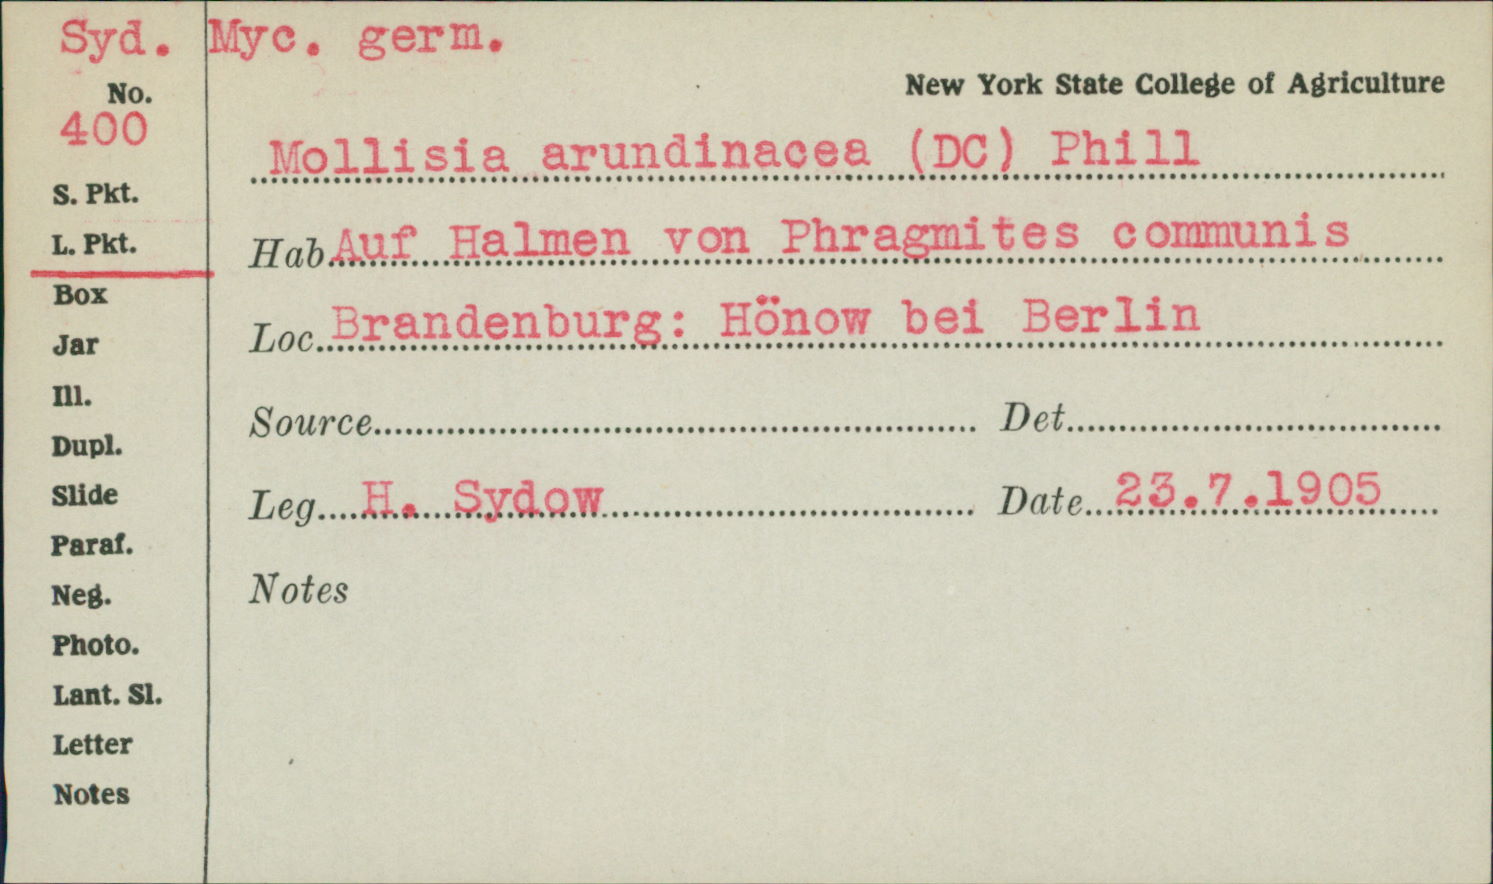 Syd. Myc. germ.
New York State College of Agriculture
No.
400
Mollisia arundinacea (DC) Phill
S. Pkt.
L. Pkt.
Hab. Auf Halmen von Phragmites communis
Box
Loc. Brandenburg: Hönow bei Berlin
Jar
Ill.
Source Det.
Dupl.
Slide
Leg. H. Sydow Date 23.7.1905
Paraf.
Neg.
Notes
Photo.
Lant. Sl.
Letter
Notes